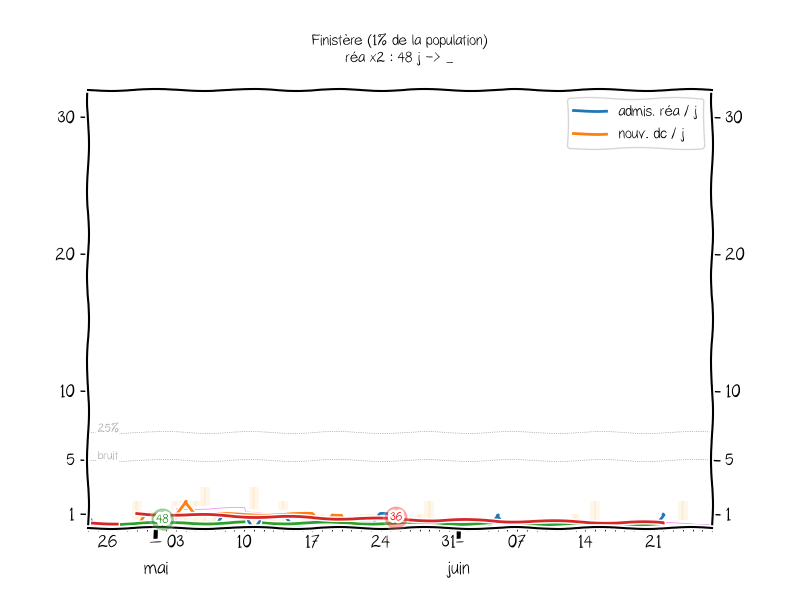 Finistère (1% de la population)
réa x2 : 48 j -> _
30
20
10
5
1
30
20
10
5
1
admis. réa / j
nouv. dc / j
25%
bruit
48
36
26 03 10 17 24 31 07 14 21
mai juin